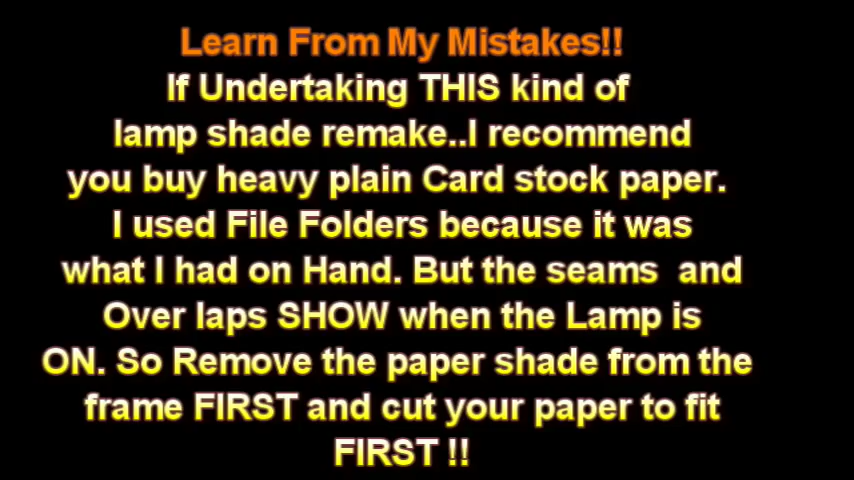 Learn From My Mistakes!!
If Undertaking THIS kind of
lamp shade remake..I recommend
you buy heavy plain Card stock paper.
I used File Folders because it was
what I had on Hand. But the seams and
Over laps SHOW when the Lamp is
ON. So Remove the paper shade from the
frame FIRST and cut your paper to fit
FIRST !!